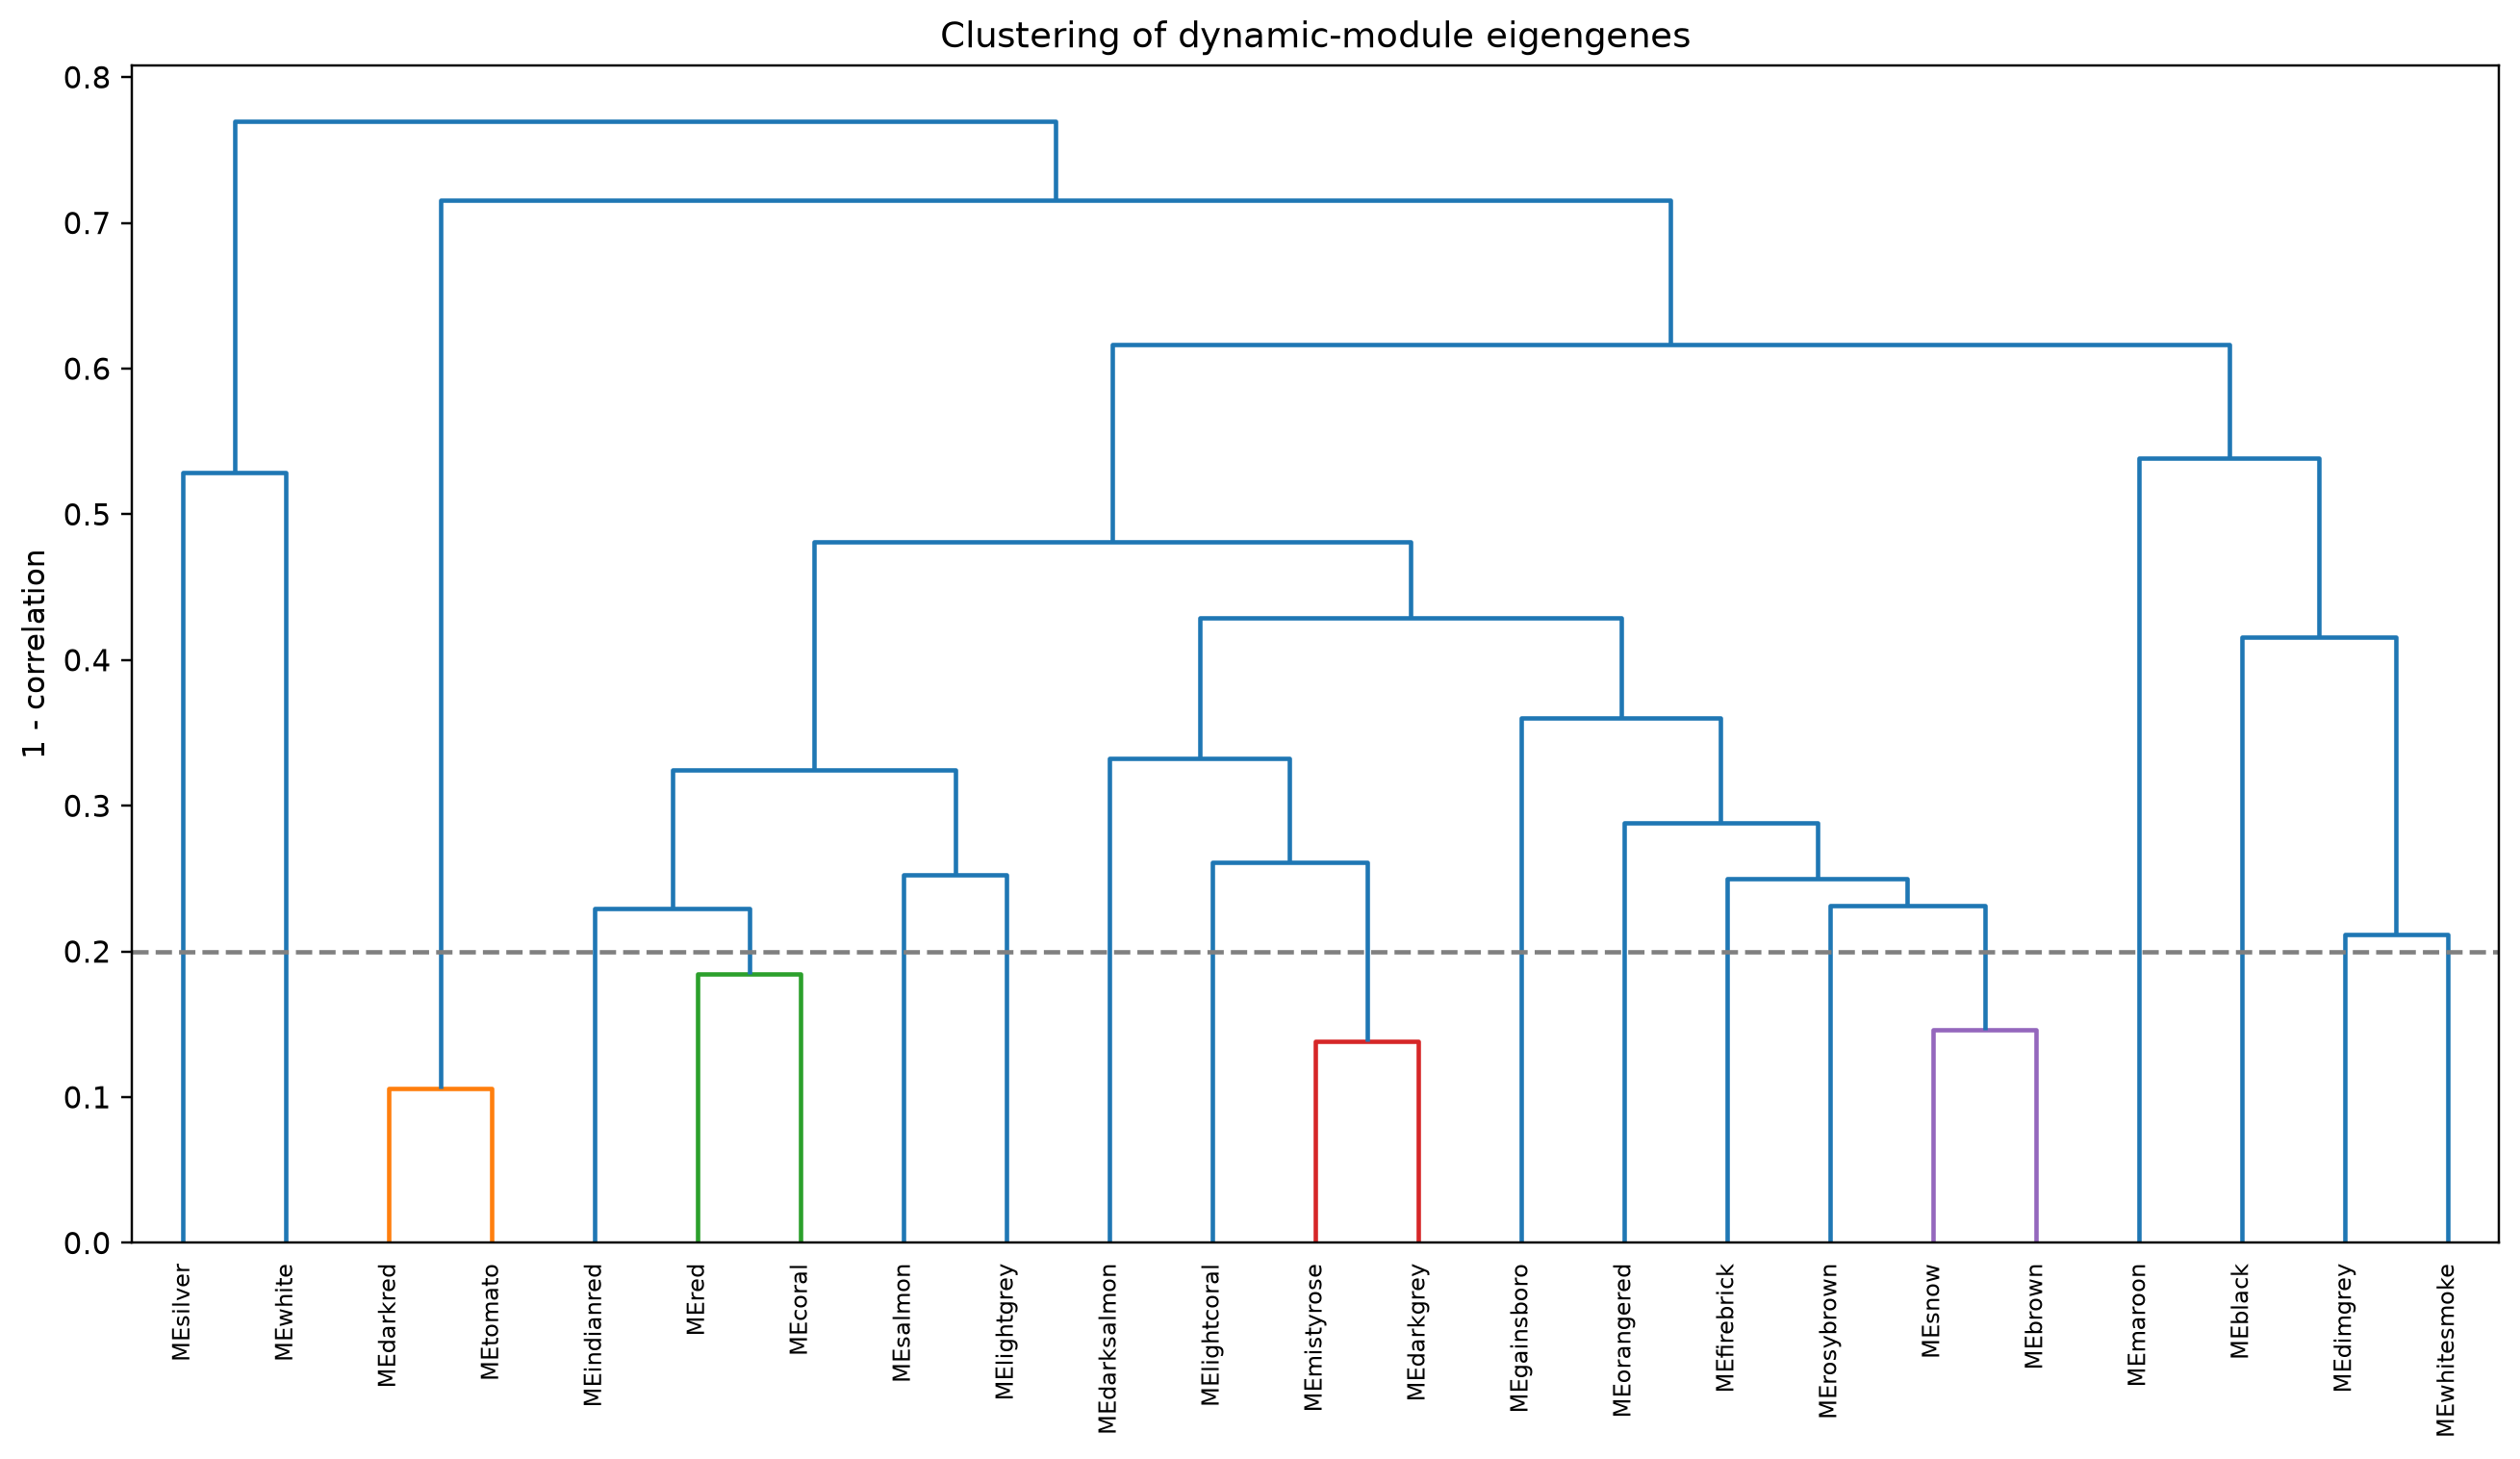 Clustering of dynamic-module eigengenes
1 - correlation
0.8
0.7
0.6
0.5
0.4
0.3
0.2
0.1
0.0
MEsilver
MEwhite
MEdarkred
MEtomato
MEindianred
MEred
MEcoral
MEsalmon
MElightgrey
MEdarksalmon
MElightcoral
MEmistyrose
MEdarkgrey
MEgainsboro
MEorangered
MEfirebrick
MErosybrown
MEsnow
MEbrown
MEmaroon
MEblack
MEdimgrey
MEwhitesmoke